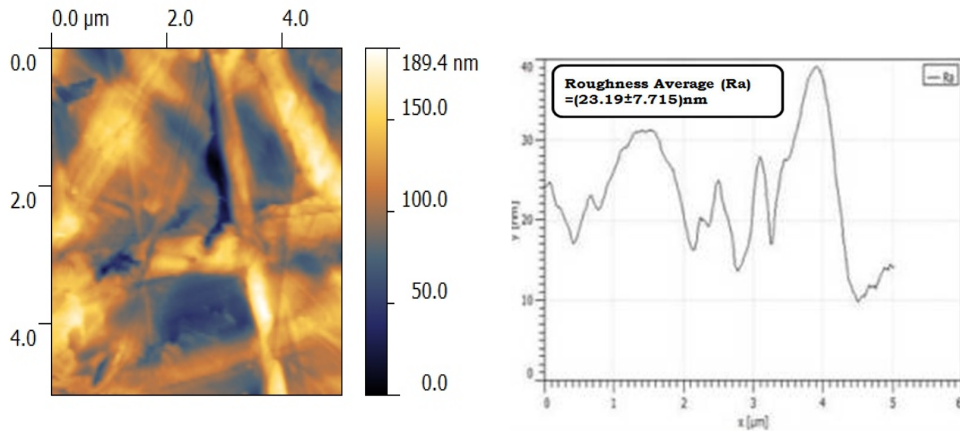 0.0 µm 2.0 4.0
0.0
2.0
4.0
189.4 nm
150.0
100.0
50.0
0.0
Roughness Average (Ra)
=(23.19±7.715)nm
Ra
40
30
20
10
0
y [nm]
0 1 2 3 4 5 6
x [µm]